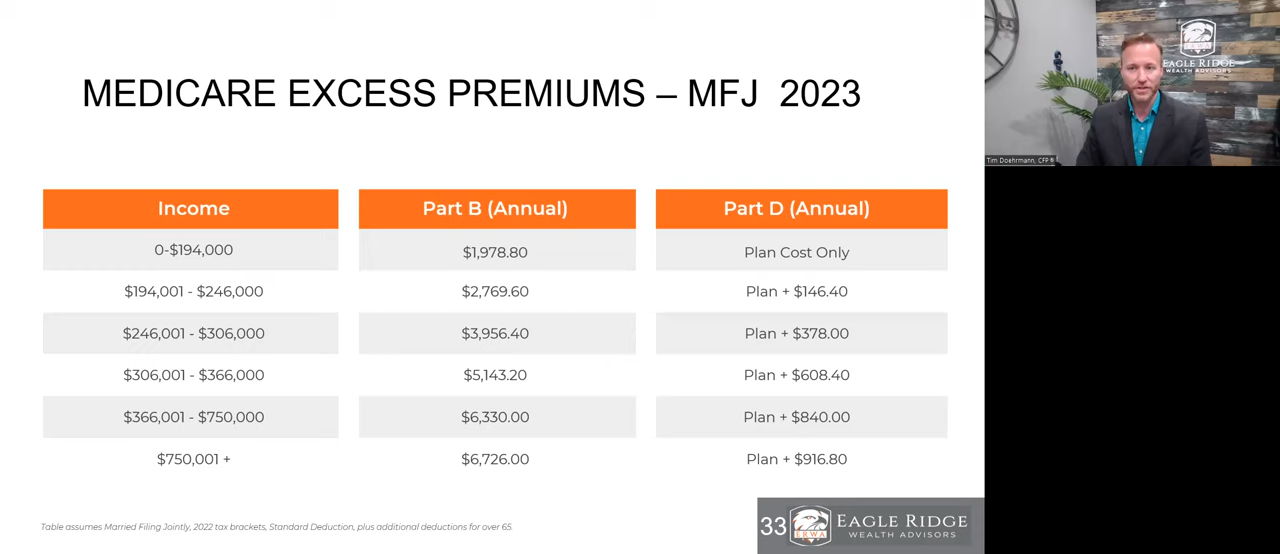 MEDICARE EXCESS PREMIUMS – MFJ 2023
Income Part B (Annual) Part D (Annual)
0-$194,000 $1,978.80 Plan Cost Only
$194,001 - $246,000 $2,769.60 Plan + $146.40
$246,001 - $306,000 $3,956.40 Plan + $378.00
$306,001 - $366,000 $5,143.20 Plan + $608.40
$366,001 - $750,000 $6,330.00 Plan + $840.00
$750,001 + $6,726.00 Plan + $916.80
Table assumes Married Filing Jointly, 2022 tax brackets, Standard Deduction, plus additional deductions for over 65.
33
ERWA
EAGLE RIDGE
WEALTH ADVISORS
ERWA
EAGLE RIDGE
WEALTH ADVISORS
Tim Doehrmann, CFP®